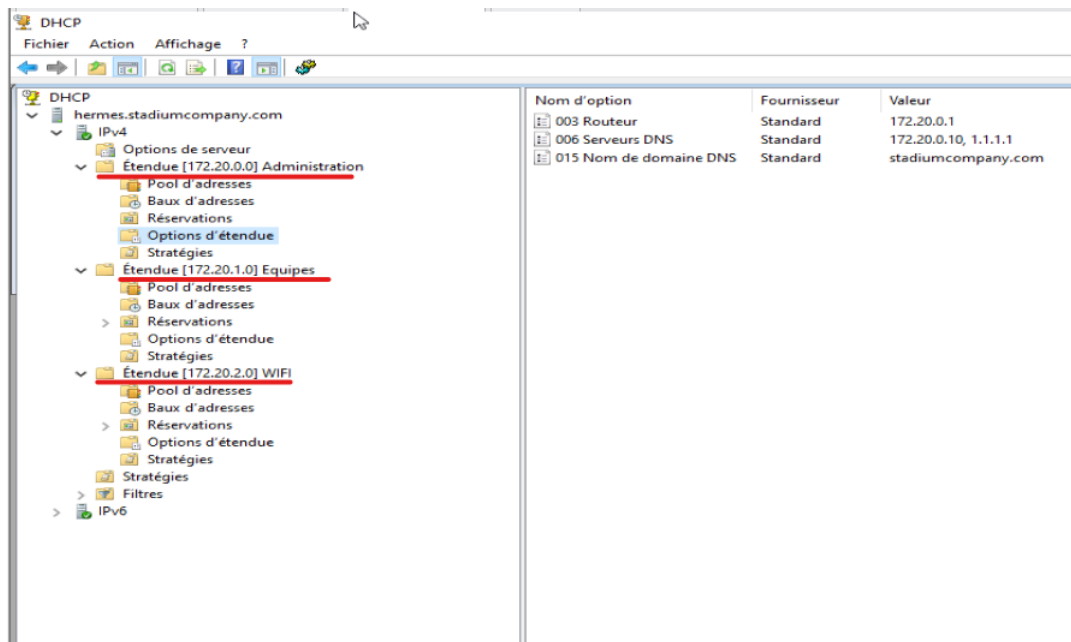 DHCP
Fichier Action Affichage ?
DHCP
hermes.stadiumcompany.com
IPv4
Options de serveur
Étendue [172.20.0.0] Administration
Pool d'adresses
Baux d'adresses
Réservations
Options d'étendue
Stratégies
Étendue [172.20.1.0] Equipes
Pool d'adresses
Baux d'adresses
Réservations
Options d'étendue
Stratégies
Étendue [172.20.2.0] WIFI
Pool d'adresses
Baux d'adresses
Réservations
Options d'étendue
Stratégies
Stratégies
Filtres
IPv6
Nom d'option Fournisseur Valeur
003 Routeur Standard 172.20.0.1
006 Serveurs DNS Standard 172.20.0.10, 1.1.1.1
015 Nom de domaine DNS Standard stadiumcompany.com